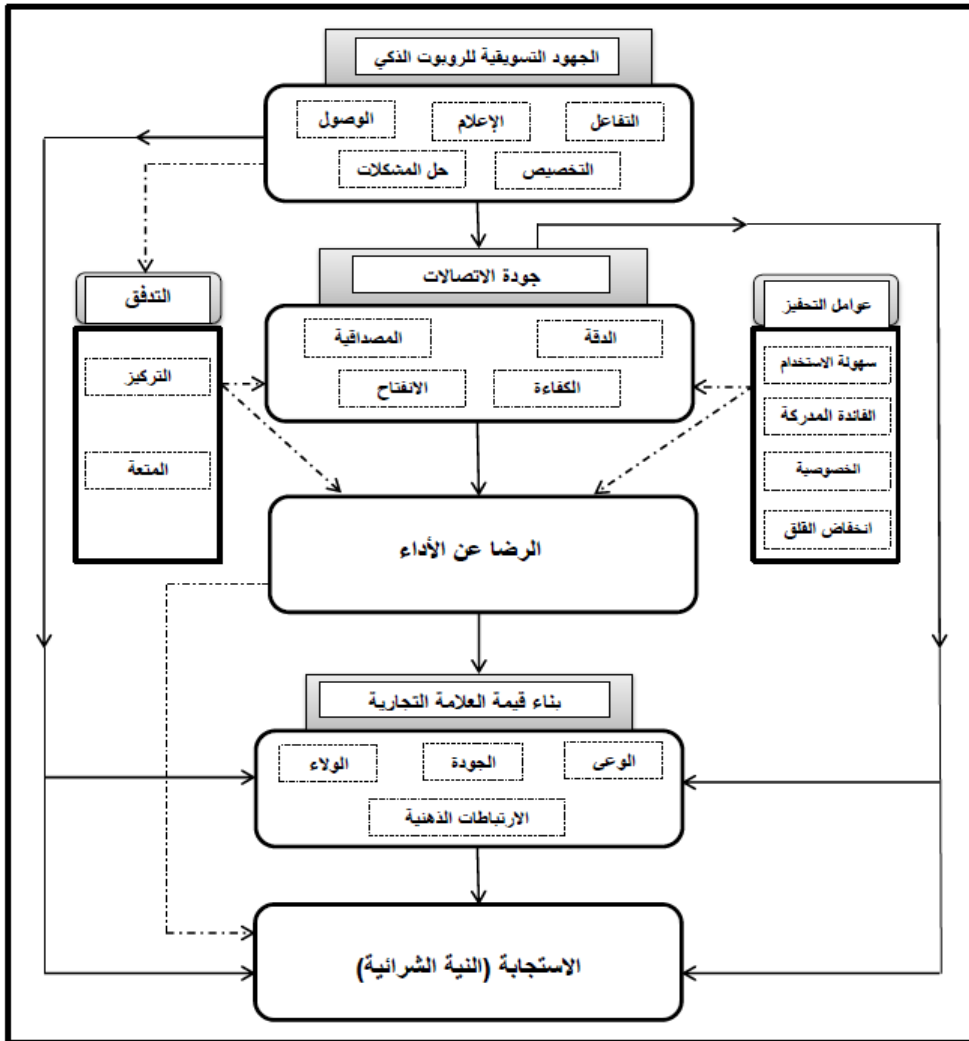 الجهود التسويقية للروبوت الذكي
التفاعل
الإعلام
الوصول
التخصيص
حل المشكلات
جودة الاتصالات
التدفق
عوامل التحفيز
الدقة
المصداقية
الكفاءة
الانفتاح
التركيز
المتعة
سهولة الاستخدام
الفائدة المدركة
الخصوصية
انخفاض القلق
الرضا عن الأداء
بناء قيمة العلامة التجارية
الوعى
الجودة
الولاء
الارتباطات الذهنية
الاستجابة (النية الشرائية)